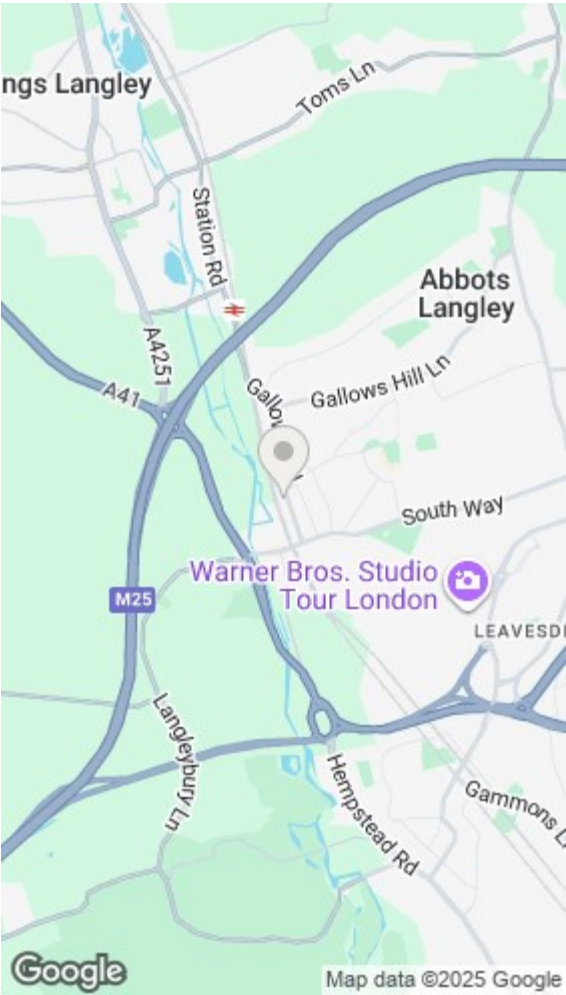 ngs Langley
Toms Ln
Station Rd
Abbots
Langley
A4251
A41
Gallows Hill Ln
Gallow
South Way
Warner Bros. Studio
Tour London
M25
LEAVESD
Langleybury Ln
Hempstead Rd
Gammons L
Google
Map data ©2025 Google